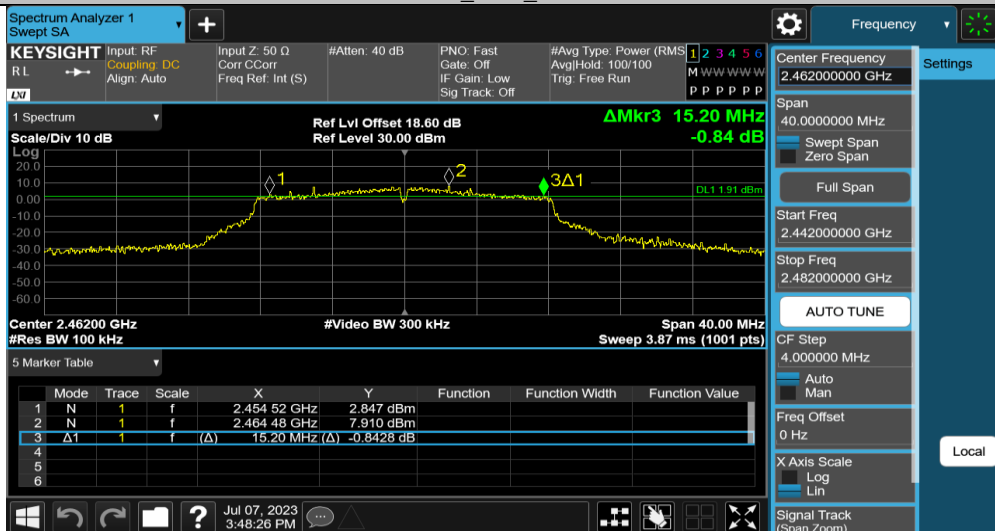 Spectrum Analyzer 1
Swept SA
Frequency
KEYSIGHT
R L
LXI
Input: RF
Coupling: DC
Align: Auto
Input Z: 50 Ω
Corr CCorr
Freq Ref: Int (S)
#Atten: 40 dB
PNO: Fast
Gate: Off
IF Gain: Low
Sig Track: Off
#Avg Type: Power (RMS
Avg|Hold: 100/100
Trig: Free Run
1 2 3 4 5 6
M W W W W W
P P P P P P
Center Frequency
2.462000000 GHz
Settings
Span
40.0000000 MHz
Swept Span
Zero Span
Full Span
Start Freq
2.442000000 GHz
Stop Freq
2.482000000 GHz
AUTO TUNE
CF Step
4.000000 MHz
Auto
Man
Freq Offset
0 Hz
X Axis Scale
Log
Lin
Local
Signal Track
(Span Zoom)
1 Spectrum
Scale/Div 10 dB
Ref Lvl Offset 18.60 dB
Ref Level 30.00 dBm
ΔMkr3 15.20 MHz
-0.84 dB
Log
20.0
10.0
0.00
-10.0
-20.0
-30.0
-40.0
-50.0
-60.0
1
2
3Δ1
DL1 1.91 dBm
Center 2.46200 GHz
#Video BW 300 kHz
Span 40.00 MHz
#Res BW 100 kHz
Sweep 3.87 ms (1001 pts)
5 Marker Table
Mode Trace Scale X Y Function Function Width Function Value
1 N 1 f 2.454 52 GHz 2.847 dBm
2 N 1 f 2.464 48 GHz 7.910 dBm
3 Δ1 1 f (Δ) 15.20 MHz (Δ) -0.8428 dB
4
5
6
?
Jul 07, 2023
3:48:26 PM